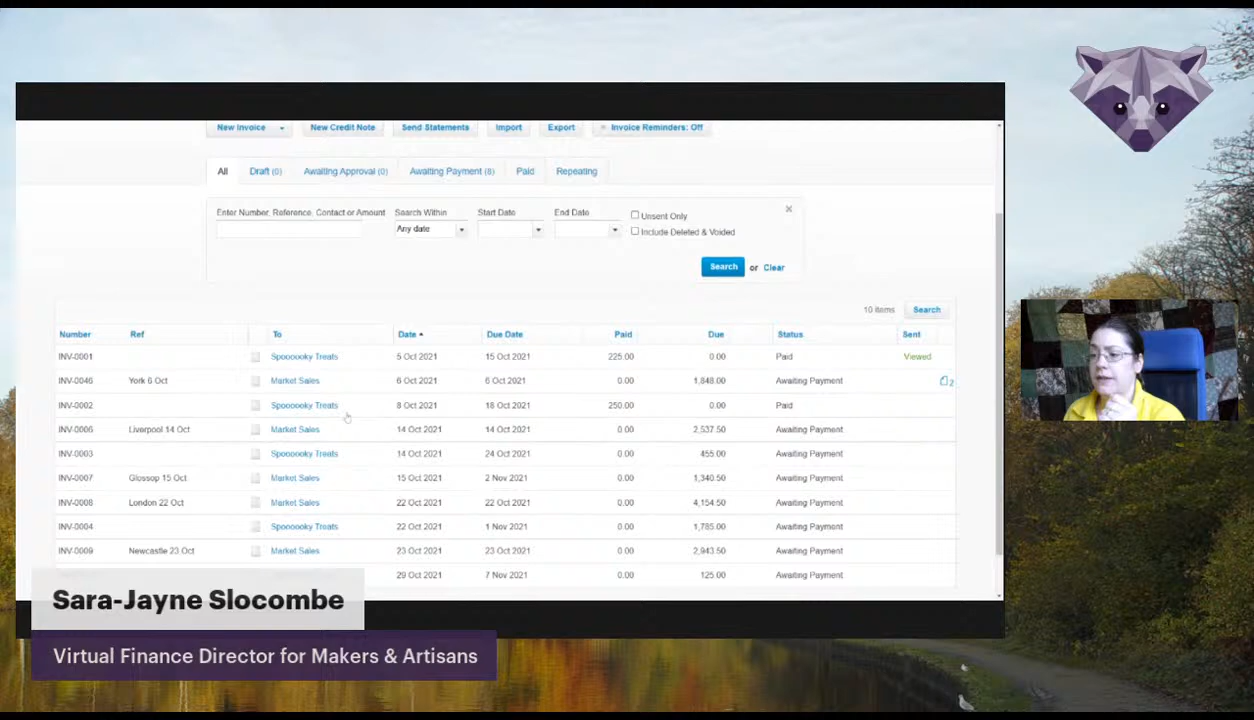 New Invoice New Credit Note Send Statements Import Export Invoice Reminders: Off
All Draft (0) Awaiting Approval (0) Awaiting Payment (8) Paid Repeating
Enter Number, Reference, Contact or Amount Search Within Start Date End Date
Unsent Only
Any date
Include Deleted & Voided
Search or Clear
10 items Search
Number Ref To Date Due Date Paid Due Status Sent
INV-0001 Spoooooky Treats 5 Oct 2021 15 Oct 2021 225.00 0.00 Paid Viewed
INV-0046 York 6 Oct Market Sales 6 Oct 2021 6 Oct 2021 0.00 1,848.00 Awaiting Payment 2
INV-0002 Spoooooky Treats 8 Oct 2021 18 Oct 2021 250.00 0.00 Paid
INV-0006 Liverpool 14 Oct Market Sales 14 Oct 2021 14 Oct 2021 0.00 2,537.50 Awaiting Payment
INV-0003 Spoooooky Treats 14 Oct 2021 24 Oct 2021 0.00 455.00 Awaiting Payment
INV-0007 Glossop 15 Oct Market Sales 15 Oct 2021 2 Nov 2021 0.00 1,340.50 Awaiting Payment
INV-0008 London 22 Oct Market Sales 22 Oct 2021 22 Oct 2021 0.00 4,154.50 Awaiting Payment
INV-0004 Spoooooky Treats 22 Oct 2021 1 Nov 2021 0.00 1,785.00 Awaiting Payment
INV-0009 Newcastle 23 Oct Market Sales 23 Oct 2021 23 Oct 2021 0.00 2,943.50 Awaiting Payment
29 Oct 2021 7 Nov 2021 0.00 125.00 Awaiting Payment
Sara-Jayne Slocombe
Virtual Finance Director for Makers & Artisans